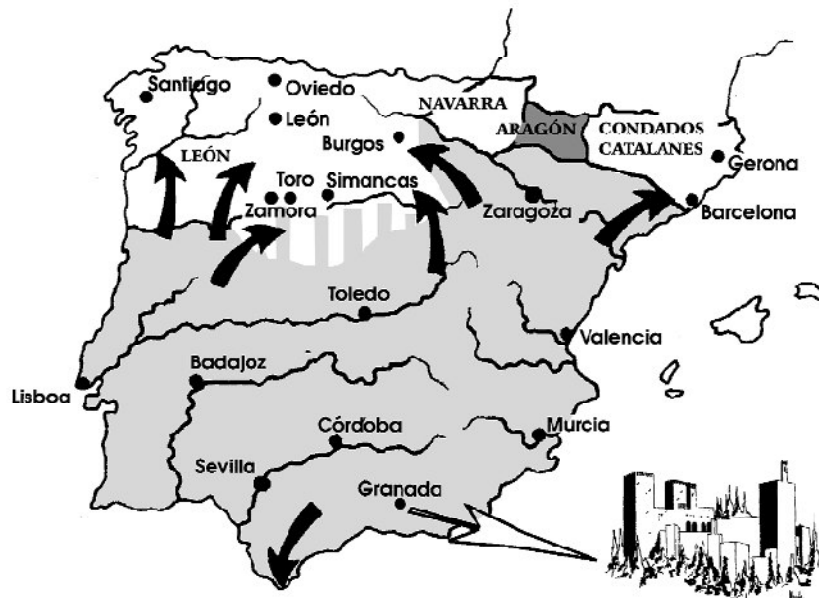 Santiago
Oviedo
León
NAVARRA
ARAGÓN
CONDADOS
CATALANES
Burgos
LEÓN
Gerona
Toro
Simancas
Zamora
Zaragoza
Barcelona
Toledo
Valencia
Badajoz
Lisboa
Córdoba
Murcia
Sevilla
Granada